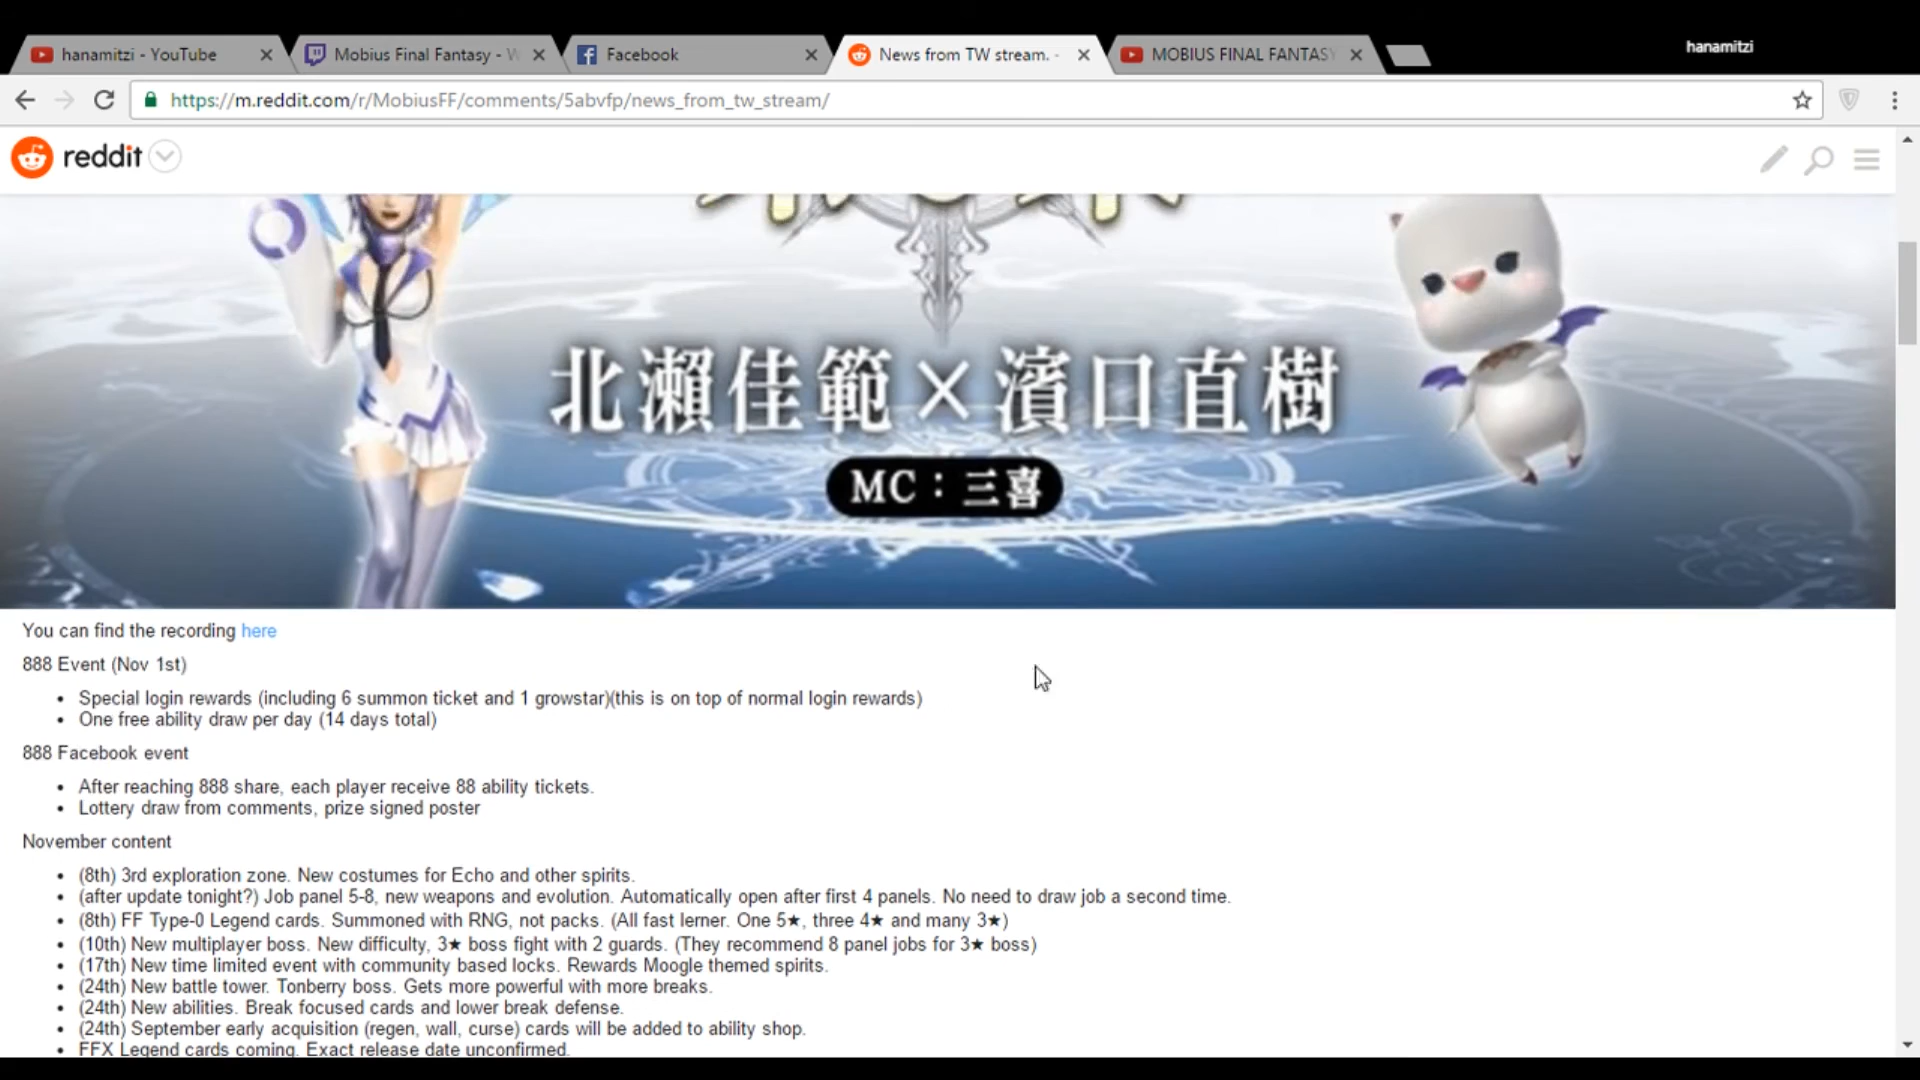 hanamitzi - YouTube
Mobius Final Fantasy - W
Facebook
News from TW stream. -
MOBIUS FINAL FANTASY
hanamitzi
https://m.reddit.com/r/MobiusFF/comments/5abvfp/news_from_tw_stream/
reddit
北瀨佳範×濱口直樹
MC：三喜
You can find the recording here
888 Event (Nov 1st)
• Special login rewards (including 6 summon ticket and 1 growstar)(this is on top of normal login rewards)
• One free ability draw per day (14 days total)
888 Facebook event
• After reaching 888 share, each player receive 88 ability tickets.
• Lottery draw from comments, prize signed poster
November content
• (8th) 3rd exploration zone. New costumes for Echo and other spirits.
• (after update tonight?) Job panel 5-8, new weapons and evolution. Automatically open after first 4 panels. No need to draw job a second time.
• (8th) FF Type-0 Legend cards. Summoned with RNG, not packs. (All fast lerner. One 5★, three 4★ and many 3★)
• (10th) New multiplayer boss. New difficulty, 3★ boss fight with 2 guards. (They recommend 8 panel jobs for 3★ boss)
• (17th) New time limited event with community based locks. Rewards Moogle themed spirits.
• (24th) New battle tower. Tonberry boss. Gets more powerful with more breaks.
• (24th) New abilities. Break focused cards and lower break defense.
• (24th) September early acquisition (regen, wall, curse) cards will be added to ability shop.
• FFX Legend cards coming. Exact release date unconfirmed.